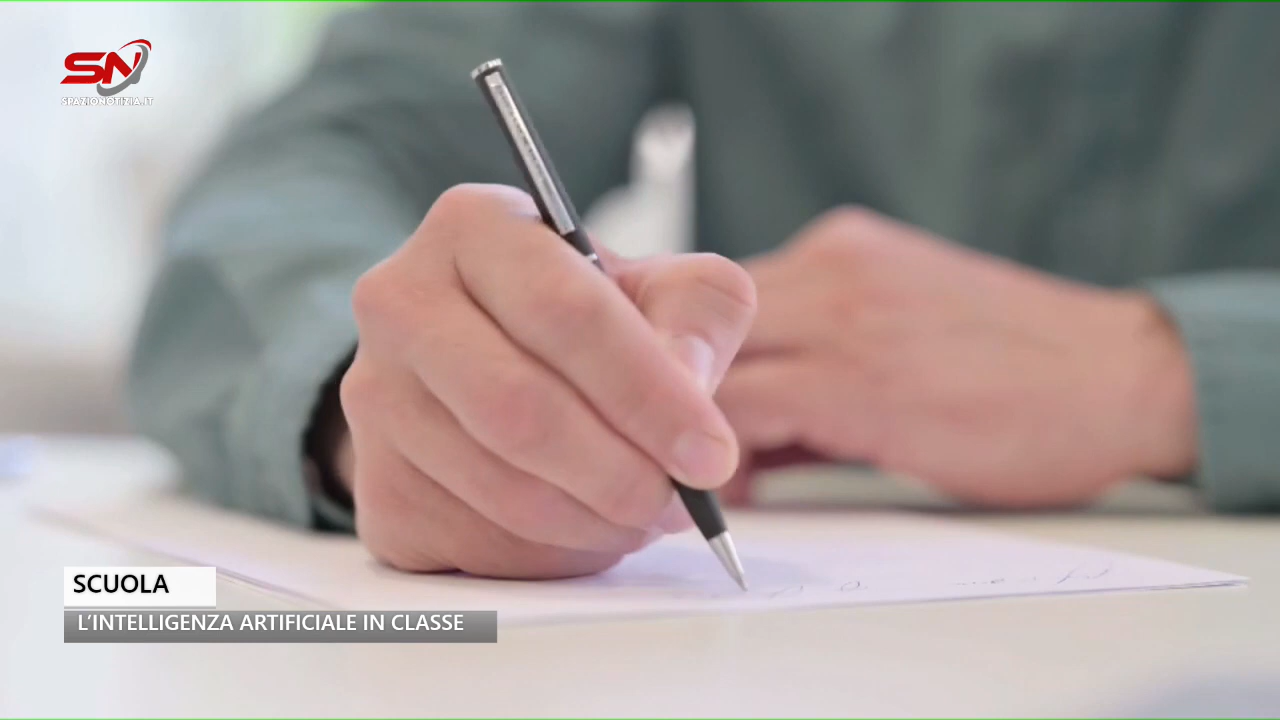 SN
SPAZIONOTIZIA.IT
SCUOLA
L'INTELLIGENZA ARTIFICIALE IN CLASSE